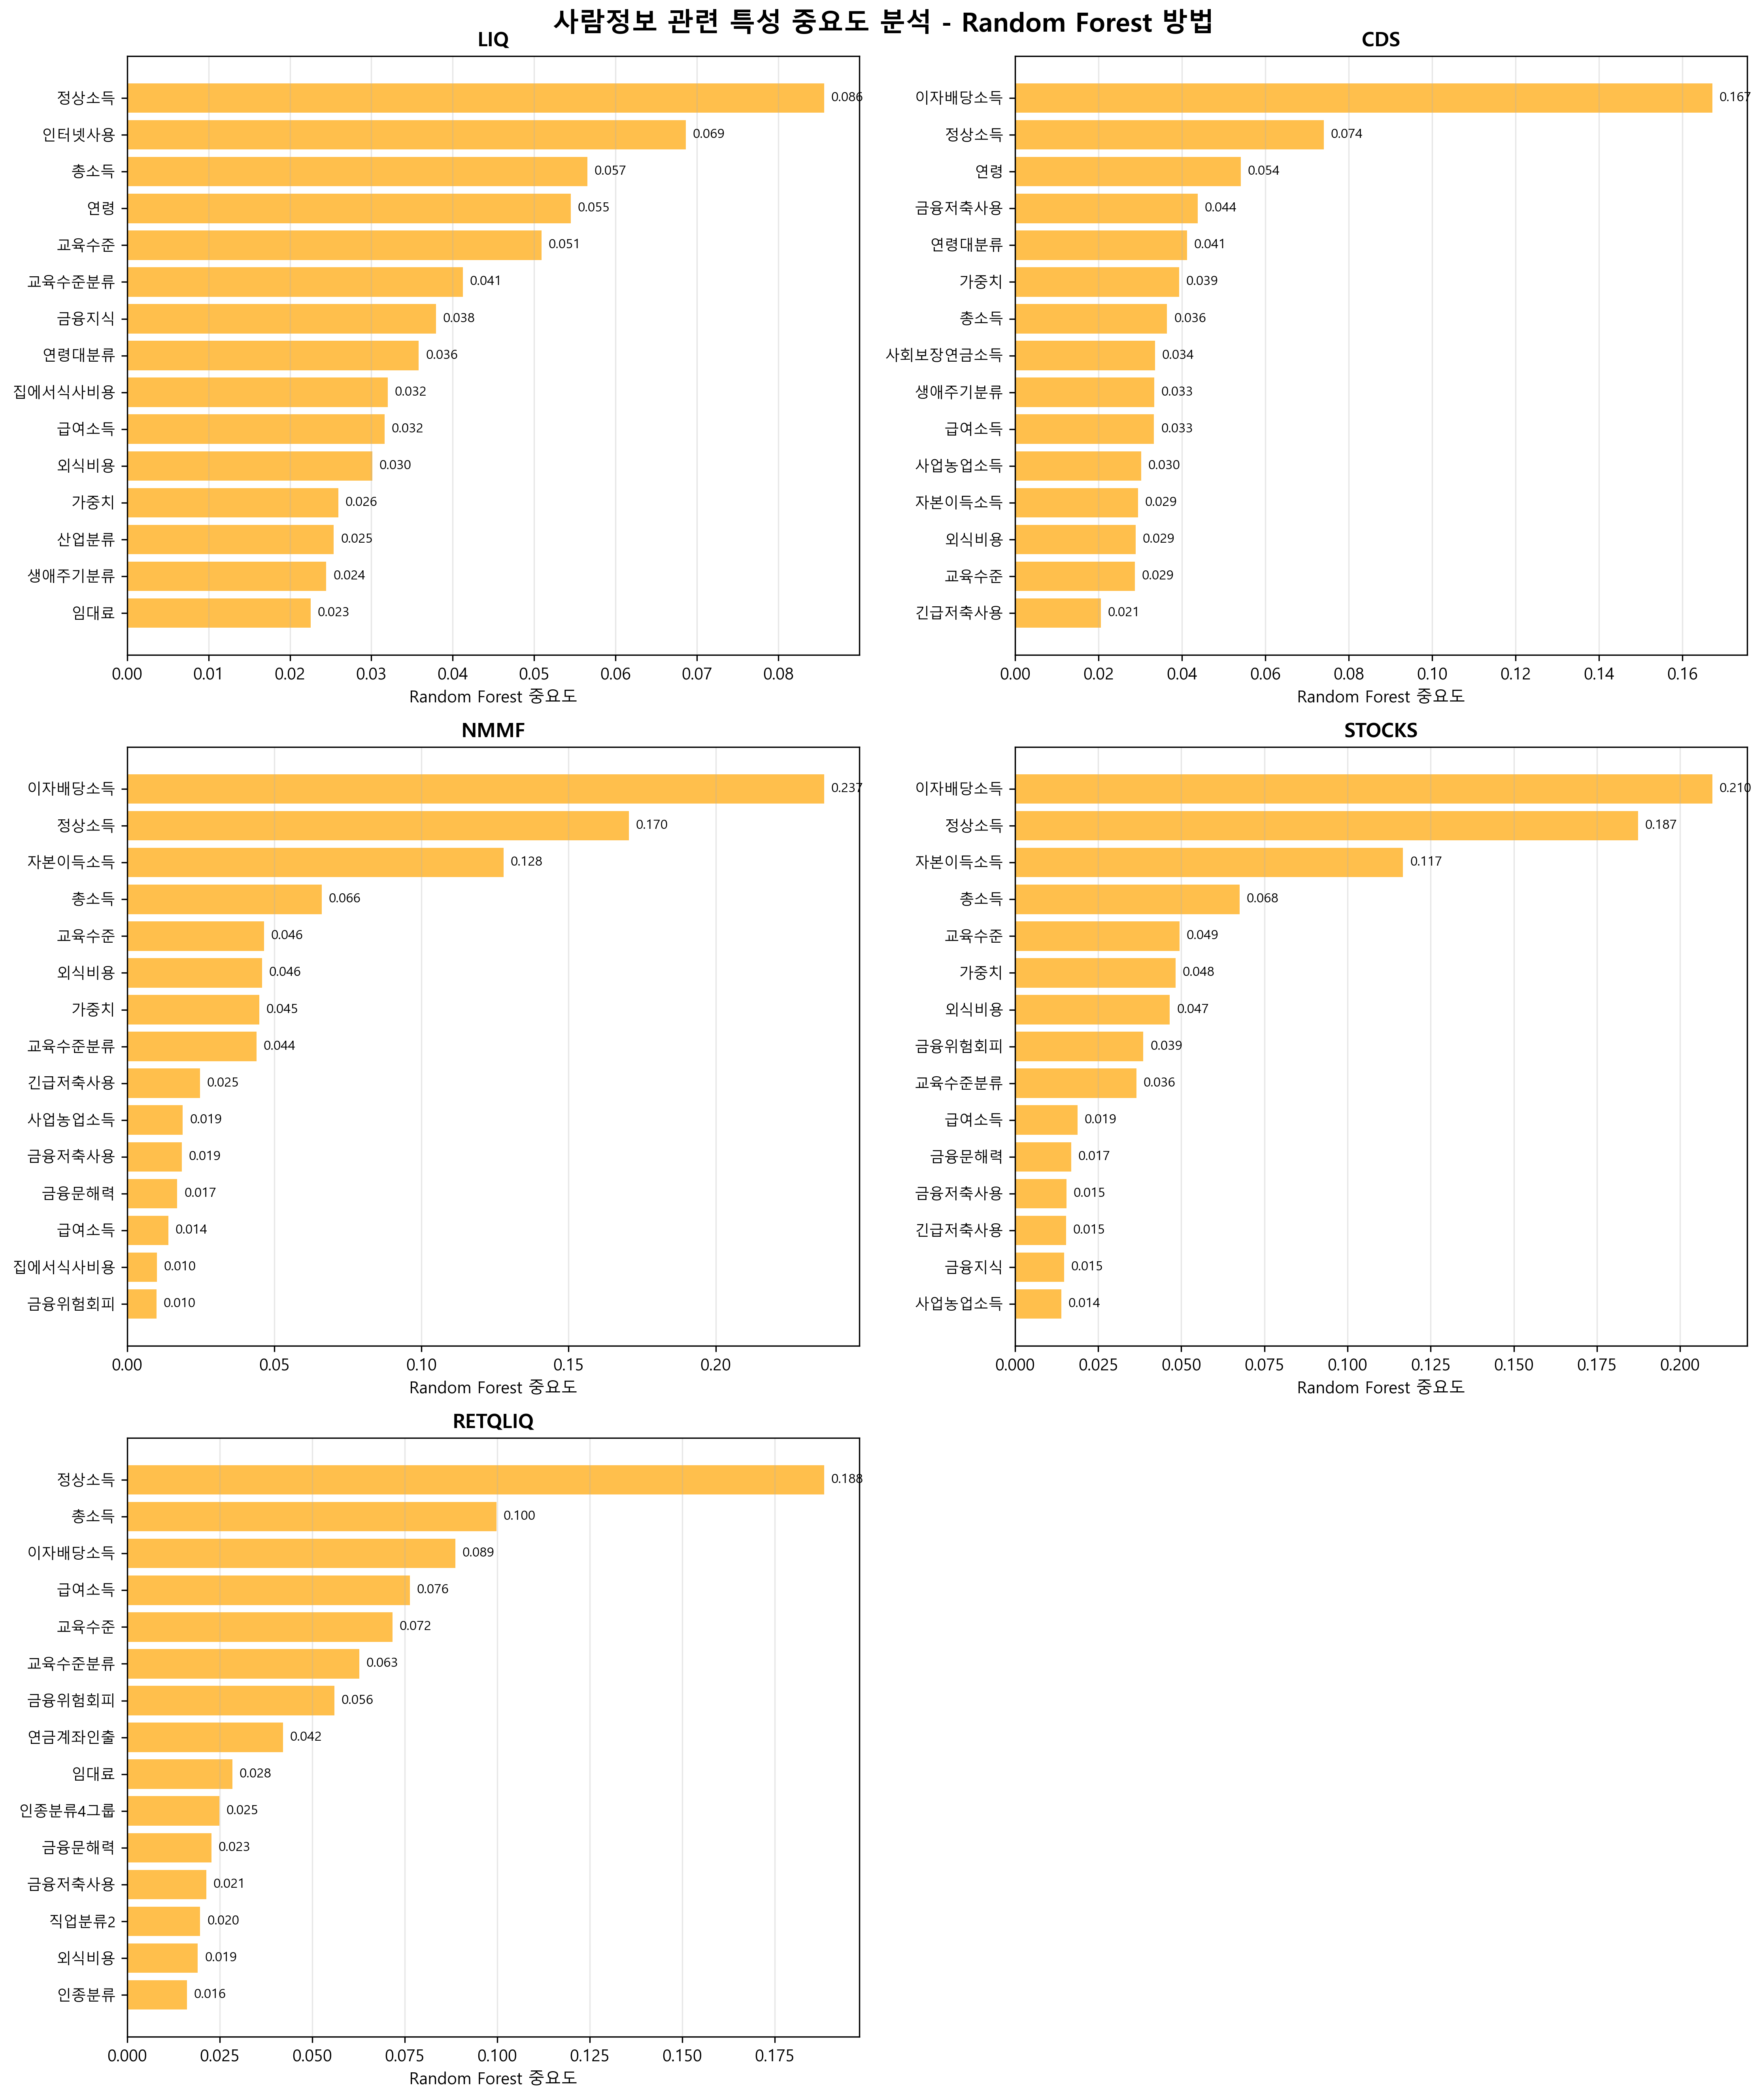 사람정보 관련 특성 중요도 분석 - Random Forest 방법
LIQ
정상소득 0.086
인터넷사용 0.069
총소득 0.057
연령 0.055
교육수준 0.051
교육수준분류 0.041
금융지식 0.038
연령대분류 0.036
집에서식사비용 0.032
급여소득 0.032
외식비용 0.030
가중치 0.026
산업분류 0.025
생애주기분류 0.024
임대료 0.023
0.00 0.01 0.02 0.03 0.04 0.05 0.06 0.07 0.08
Random Forest 중요도
CDS
이자배당소득 0.167
정상소득 0.074
연령 0.054
금융저축사용 0.044
연령대분류 0.041
가중치 0.039
총소득 0.036
사회보장연금소득 0.034
생애주기분류 0.033
급여소득 0.033
사업농업소득 0.030
자본이득소득 0.029
외식비용 0.029
교육수준 0.029
긴급저축사용 0.021
0.00 0.02 0.04 0.06 0.08 0.10 0.12 0.14 0.16
Random Forest 중요도
NMMF
이자배당소득 0.237
정상소득 0.170
자본이득소득 0.128
총소득 0.066
교육수준 0.046
외식비용 0.046
가중치 0.045
교육수준분류 0.044
긴급저축사용 0.025
사업농업소득 0.019
금융저축사용 0.019
금융문해력 0.017
급여소득 0.014
집에서식사비용 0.010
금융위험회피 0.010
0.00 0.05 0.10 0.15 0.20
Random Forest 중요도
STOCKS
이자배당소득 0.210
정상소득 0.187
자본이득소득 0.117
총소득 0.068
교육수준 0.049
가중치 0.048
외식비용 0.047
금융위험회피 0.039
교육수준분류 0.036
급여소득 0.019
금융문해력 0.017
금융저축사용 0.015
긴급저축사용 0.015
금융지식 0.015
사업농업소득 0.014
0.000 0.025 0.050 0.075 0.100 0.125 0.150 0.175 0.200
Random Forest 중요도
RETQLIQ
정상소득 0.188
총소득 0.100
이자배당소득 0.089
급여소득 0.076
교육수준 0.072
교육수준분류 0.063
금융위험회피 0.056
연금계좌인출 0.042
임대료 0.028
인종분류4그룹 0.025
금융문해력 0.023
금융저축사용 0.021
직업분류2 0.020
외식비용 0.019
인종분류 0.016
0.000 0.025 0.050 0.075 0.100 0.125 0.150 0.175
Random Forest 중요도